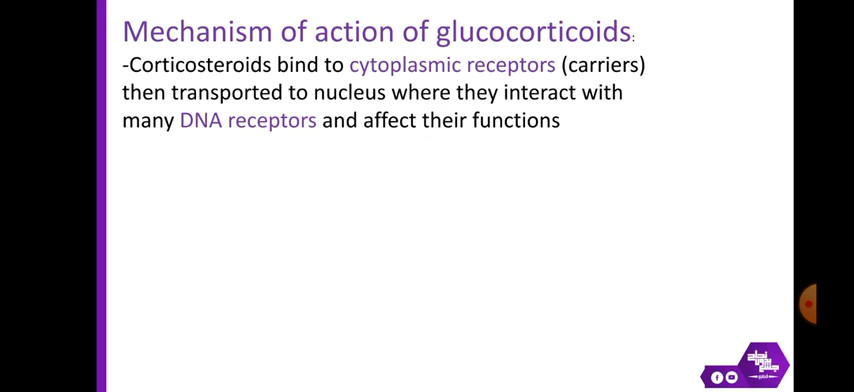 Mechanism of action of glucocorticoids:
-Corticosteroids bind to cytoplasmic receptors (carriers)
then transported to nucleus where they interact with
many DNA receptors and affect their functions